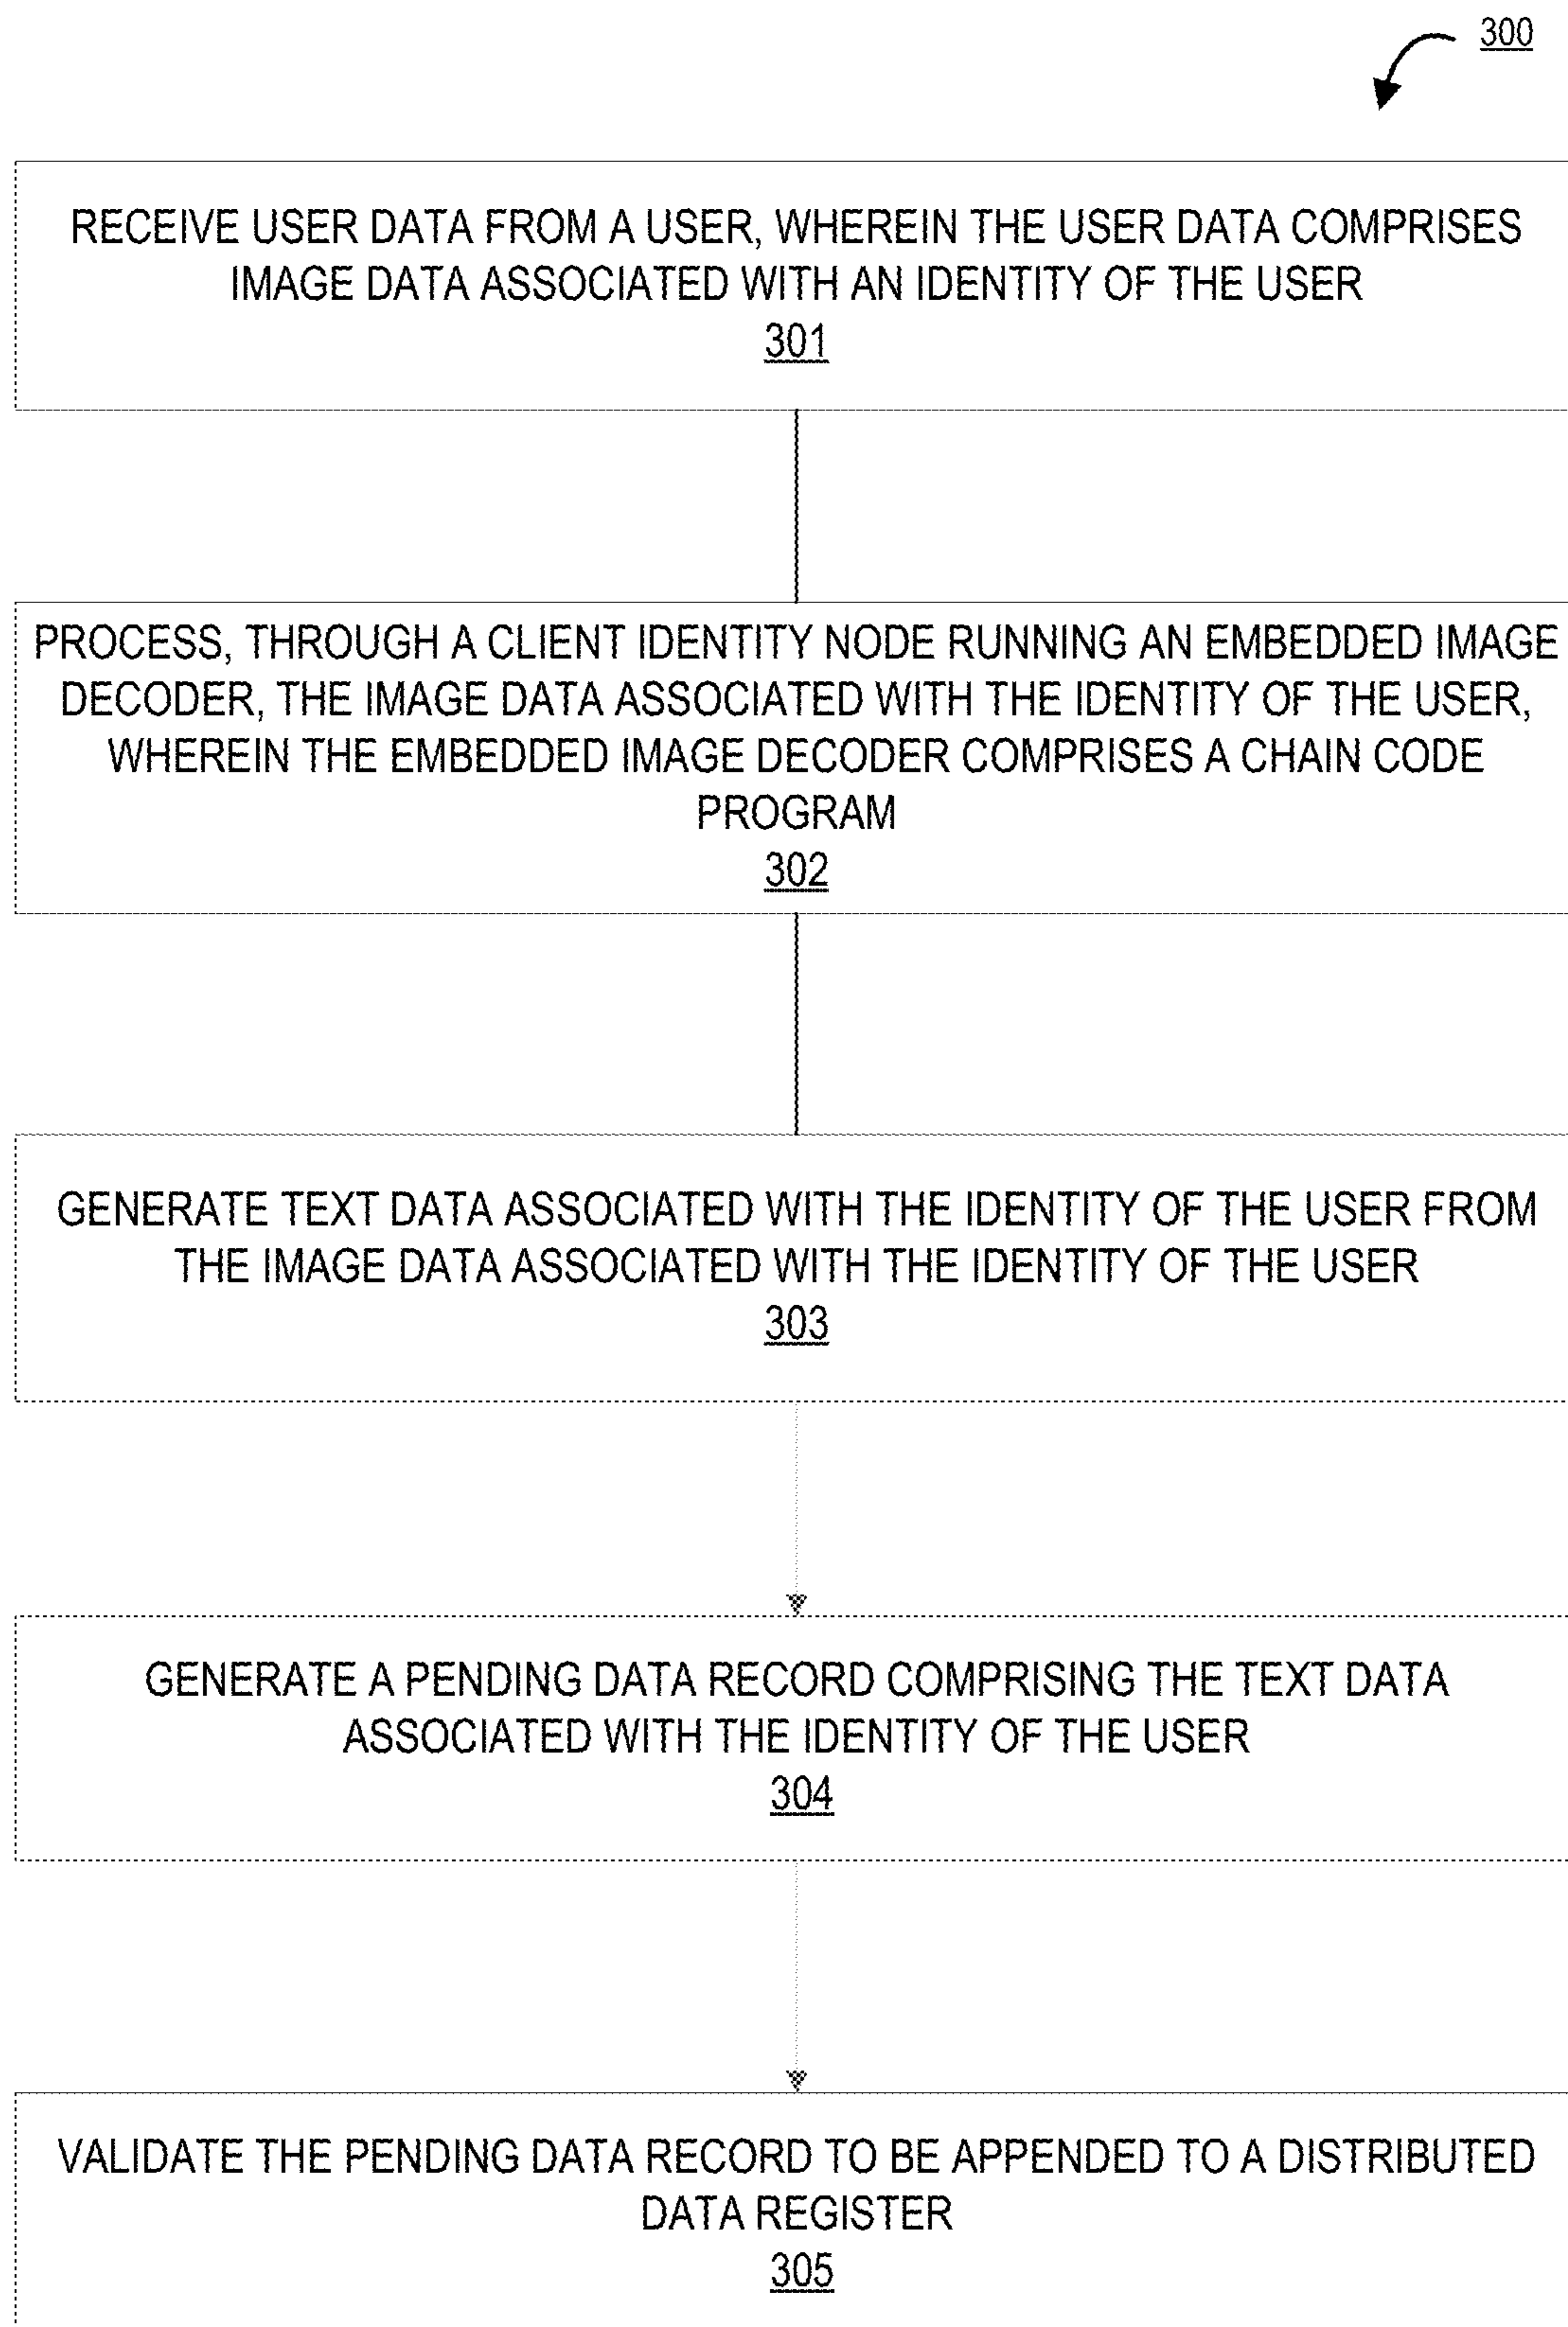 300
RECEIVE USER DATA FROM A USER, WHEREIN THE USER DATA COMPRISES
IMAGE DATA ASSOCIATED WITH AN IDENTITY OF THE USER
301
PROCESS, THROUGH A CLIENT IDENTITY NODE RUNNING AN EMBEDDED IMAGE
DECODER, THE IMAGE DATA ASSOCIATED WITH THE IDENTITY OF THE USER,
WHEREIN THE EMBEDDED IMAGE DECODER COMPRISES A CHAIN CODE
PROGRAM
302
GENERATE TEXT DATA ASSOCIATED WITH THE IDENTITY OF THE USER FROM
THE IMAGE DATA ASSOCIATED WITH THE IDENTITY OF THE USER
303
GENERATE A PENDING DATA RECORD COMPRISING THE TEXT DATA
ASSOCIATED WITH THE IDENTITY OF THE USER
304
VALIDATE THE PENDING DATA RECORD TO BE APPENDED TO A DISTRIBUTED
DATA REGISTER
305